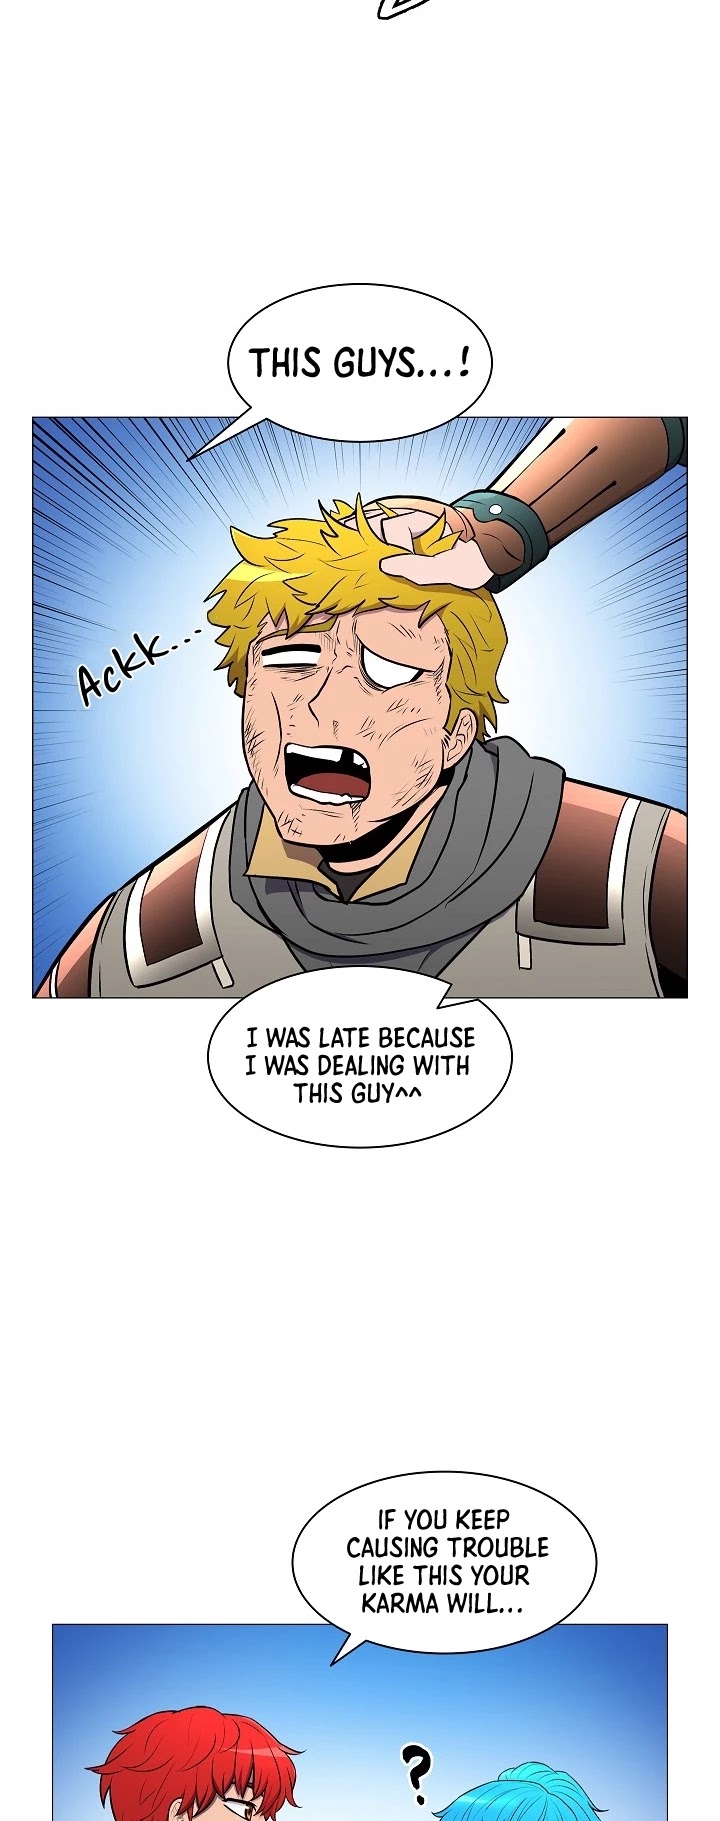 THIS GUYS...!
ACKK...
I WAS LATE BECAUSE
I WAS DEALING WITH
THIS GUY^^
IF YOU KEEP
CAUSING TROUBLE
LIKE THIS YOUR
KARMA WILL...
?